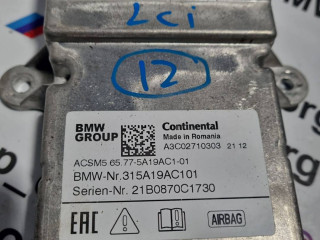 LCi
12
BMW
GROUP
Continental
Made in Romania
A3C02710303 21 12
ACSM5 65.77-5A19AC1-01
BMW-Nr.315A19AC101
Serien-Nr. 21B0870C1730
EAC
AIRBAG